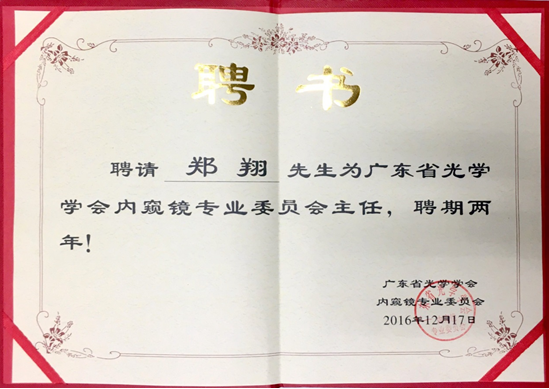 聘书
聘请 郑翔 先生为广东省光学
学会内窥镜专业委员会主任，聘期两
年！
广东省光学学会
内窥镜专业委员会
2016年12月17日